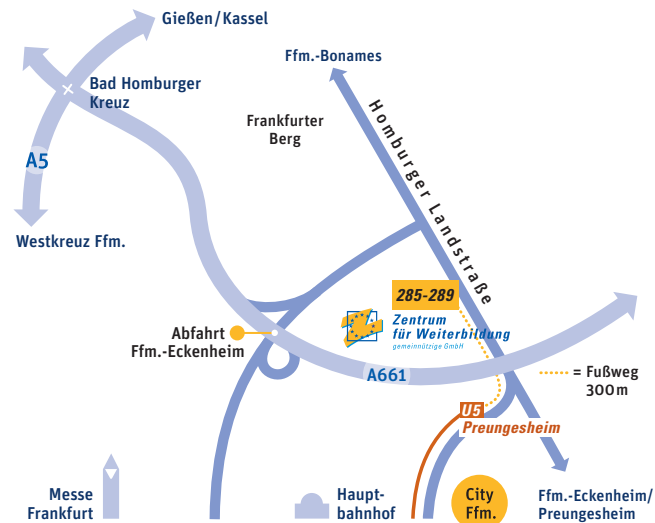 Gießen/Kassel
Ffm.-Bonames
Bad Homburger
Kreuz
Homburger Landstraße
Frankfurter
Berg
A5
Westkreuz Ffm.
285-289
Zentrum
für Weiterbildung
gemeinnützige GmbH
Abfahrt
Ffm.-Eckenheim
A661
= Fußweg
300m
U5
Preungesheim
Messe
Frankfurt
Haupt-
bahnhof
City
Ffm.
Ffm.-Eckenheim/
Preungesheim